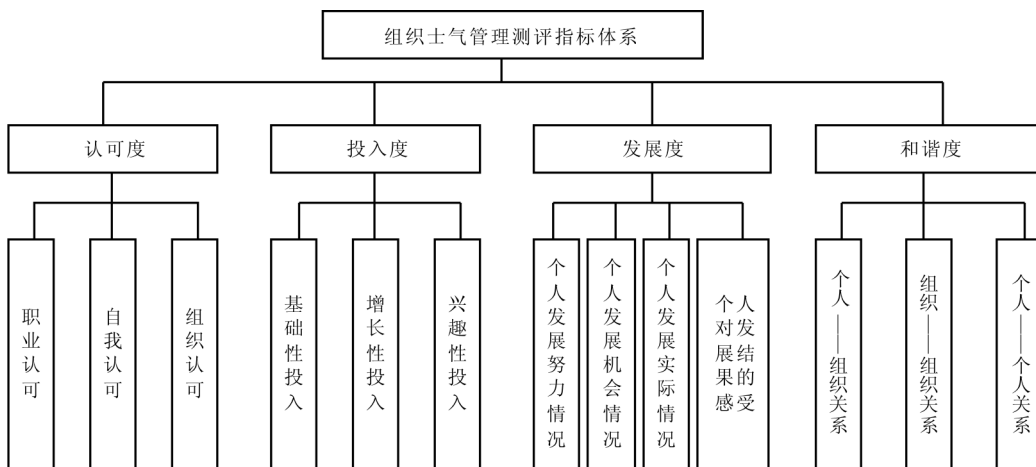 组织士气管理测评指标体系
认可度
投入度
发展度
和谐度
职业认可
自我认可
组织认可
基础性投入
增长性投入
兴趣性投入
个人发展努力情况
个人发展机会情况
个人发展实际情况
个人对发展结果的感受
个人——组织关系
组织——组织关系
个人——个人关系